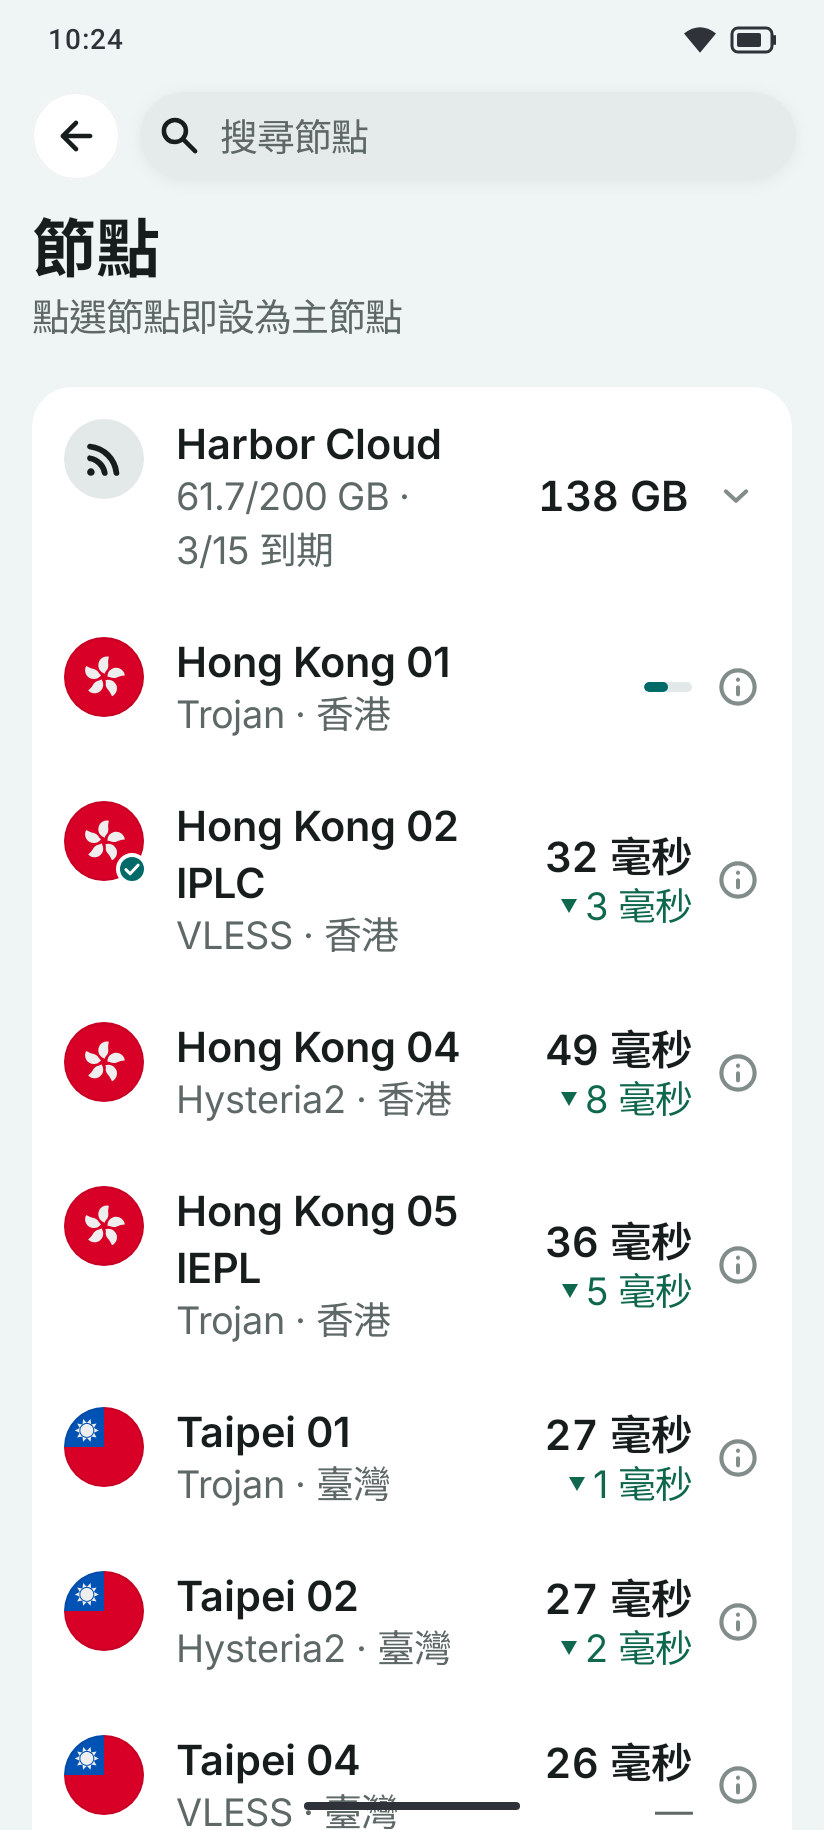 10:24
搜尋節點
節點
點選節點即設為主節點
Harbor Cloud
61.7/200 GB ·
3/15 到期
138 GB
Hong Kong 01
Trojan · 香港
Hong Kong 02
IPLC
VLESS · 香港
32 毫秒
▼3 毫秒
Hong Kong 04
Hysteria2 · 香港
49 毫秒
▼8 毫秒
Hong Kong 05
IEPL
Trojan · 香港
36 毫秒
▼5 毫秒
Taipei 01
Trojan · 臺灣
27 毫秒
▼1 毫秒
Taipei 02
Hysteria2 · 臺灣
27 毫秒
▼2 毫秒
Taipei 04
VLESS · 臺灣
26 毫秒
—